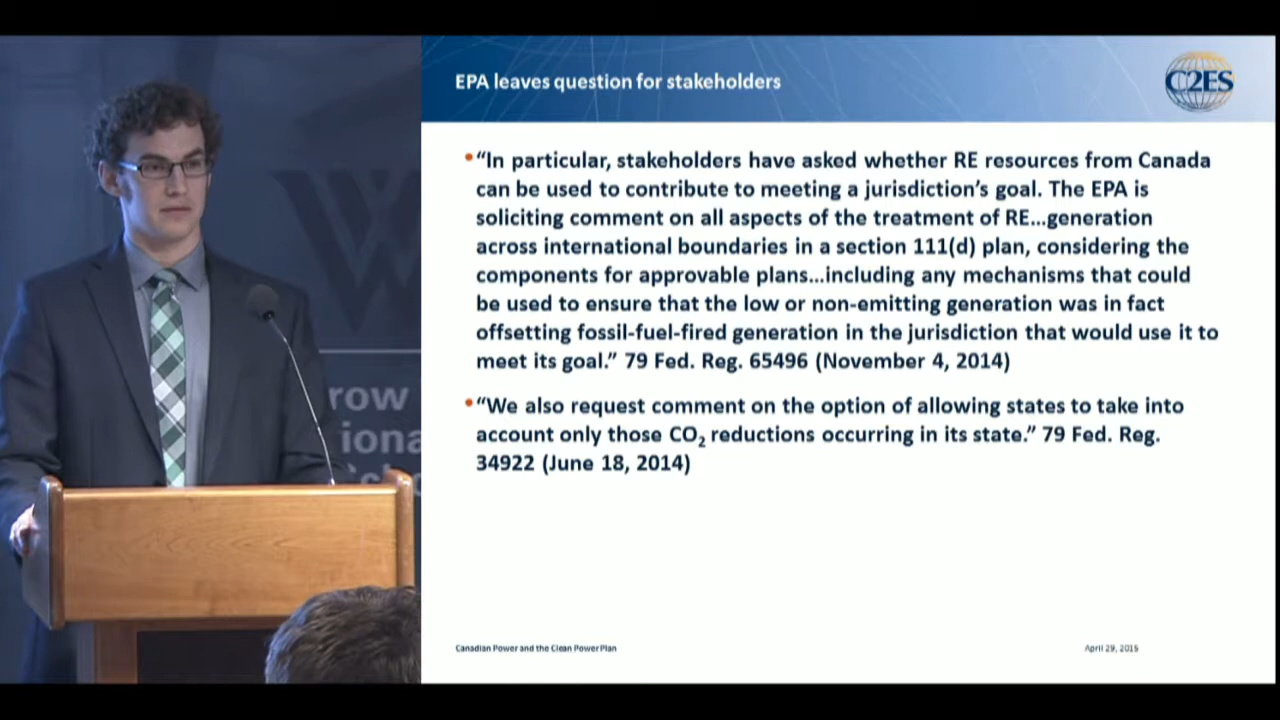 EPA leaves question for stakeholders
C2ES
•“In particular, stakeholders have asked whether RE resources from Canada
can be used to contribute to meeting a jurisdiction’s goal. The EPA is
soliciting comment on all aspects of the treatment of RE…generation
across international boundaries in a section 111(d) plan, considering the
components for approvable plans…including any mechanisms that could
be used to ensure that the low or non-emitting generation was in fact
offsetting fossil-fuel-fired generation in the jurisdiction that would use it to
meet its goal.” 79 Fed. Reg. 65496 (November 4, 2014)
•“We also request comment on the option of allowing states to take into
account only those CO₂ reductions occurring in its state.” 79 Fed. Reg.
34922 (June 18, 2014)
Canadian Power and the Clean Power Plan
April 29, 2015
W
row
iona